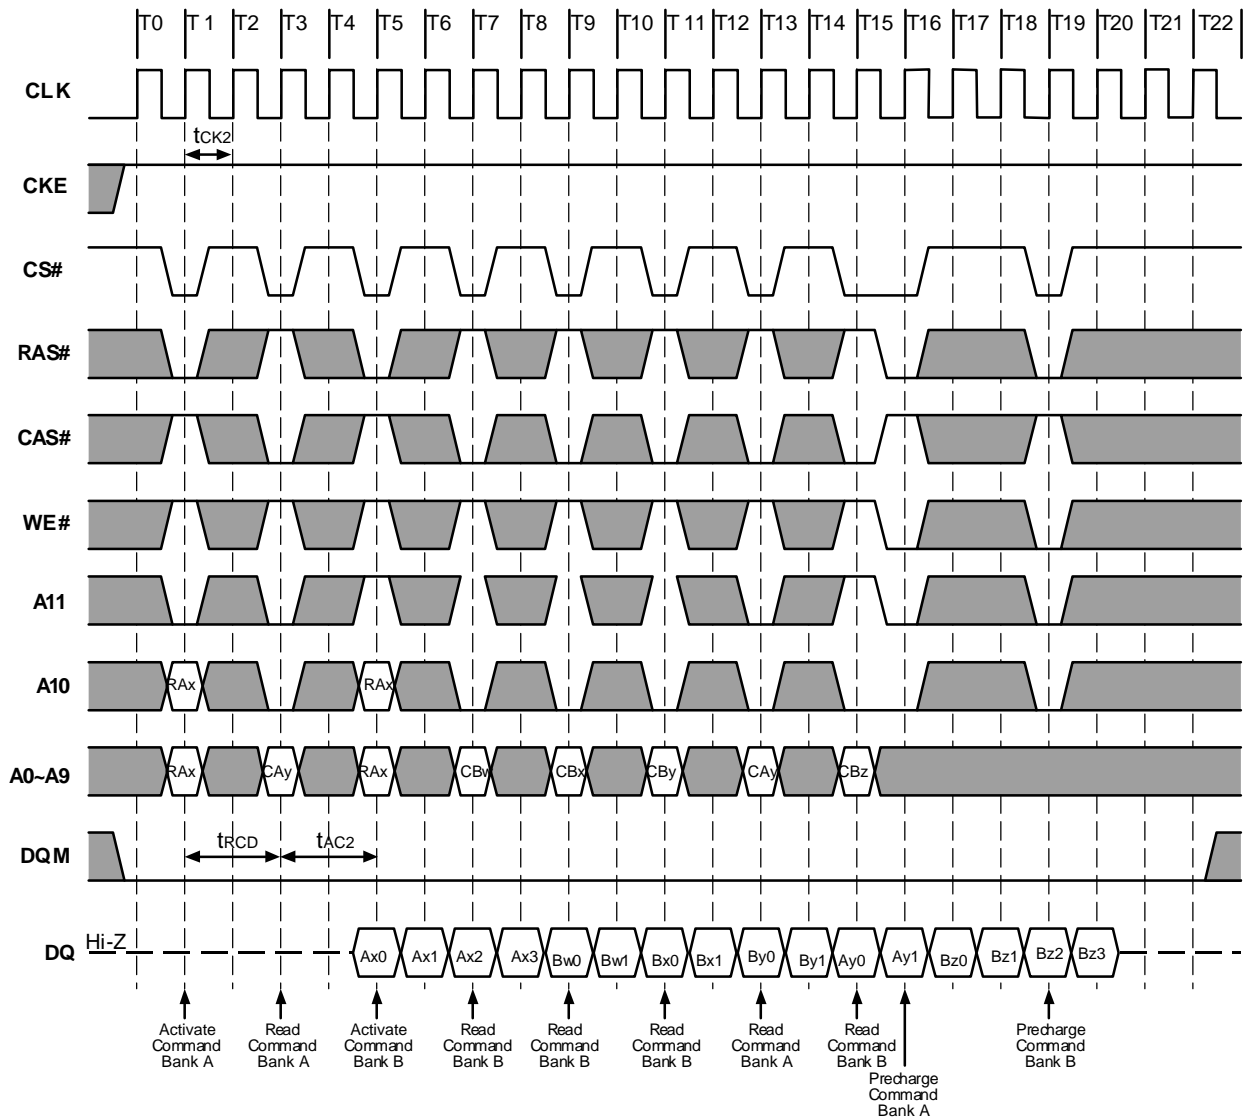 T0 T 1 T2 T3 T4 T5 T6 T7 T8 T9 T10 T 11 T12 T13 T14 T15 T16 T17 T18 T19 T20 T21 T22
CLK
tCK2
CKE
CS#
RAS#
CAS#
WE#
A11
A10 RAx RAx
A0~A9 RAx CAy RAx CBw CBx CBy CAy CBz
DQM tRCD tAC2
DQ Hi-Z Ax0 Ax1 Ax2 Ax3 Bw0 Bw1 Bx0 Bx1 By0 By1 Ay0 Ay1 Bz0 Bz1 Bz2 Bz3
Activate
Command
Bank A
Read
Command
Bank A
Activate
Command
Bank B
Read
Command
Bank B
Read
Command
Bank B
Read
Command
Bank B
Read
Command
Bank A
Read
Command
Bank B
Precharge
Command
Bank A
Precharge
Command
Bank B